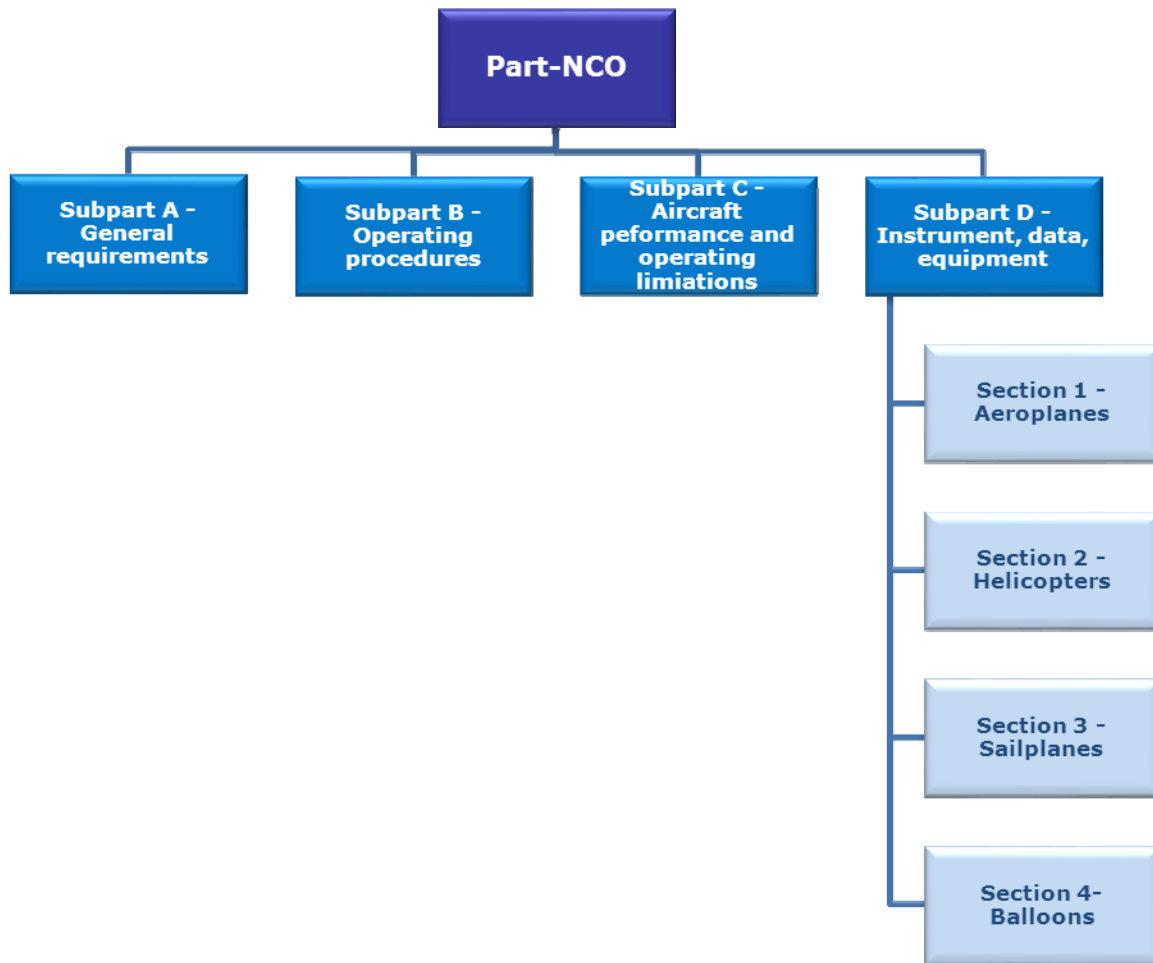 Part-NCO
Subpart A -
General
requirements
Subpart B -
Operating
procedures
Subpart C -
Aircraft
peformance and
operating
limiations
Subpart D -
Instrument, data,
equipment
Section 1 -
Aeroplanes
Section 2 -
Helicopters
Section 3 -
Sailplanes
Section 4-
Balloons